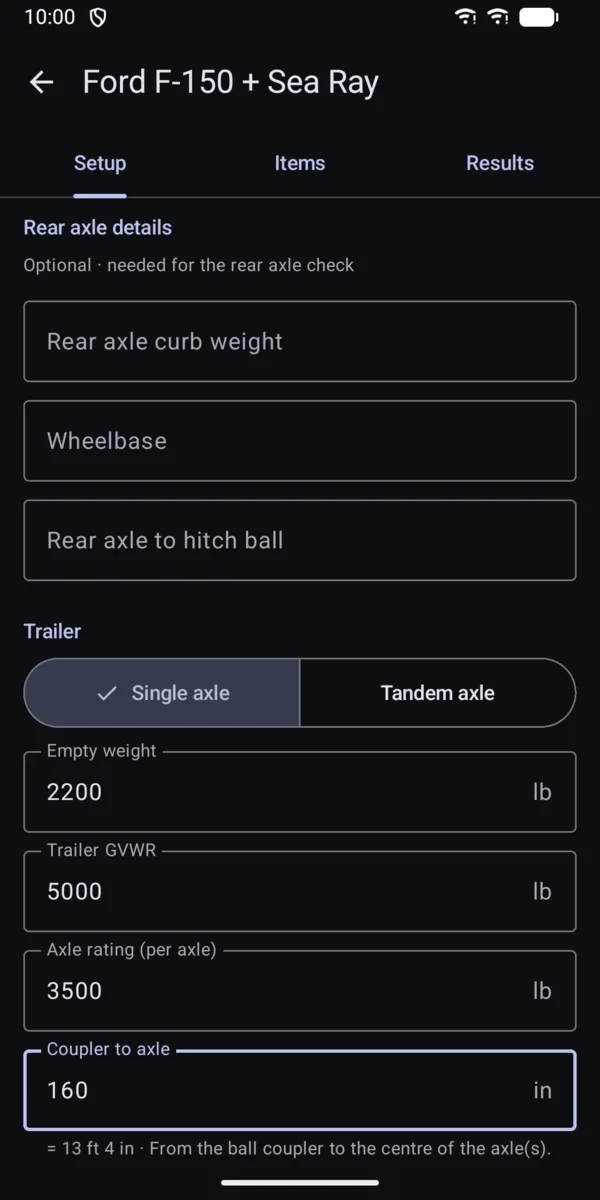 10:00
Ford F-150 + Sea Ray
Setup Items Results
Rear axle details
Optional · needed for the rear axle check
Rear axle curb weight
Wheelbase
Rear axle to hitch ball
Trailer
Single axle Tandem axle
Empty weight
2200 lb
Trailer GVWR
5000 lb
Axle rating (per axle)
3500 lb
Coupler to axle
160 in
= 13 ft 4 in · From the ball coupler to the centre of the axle(s).